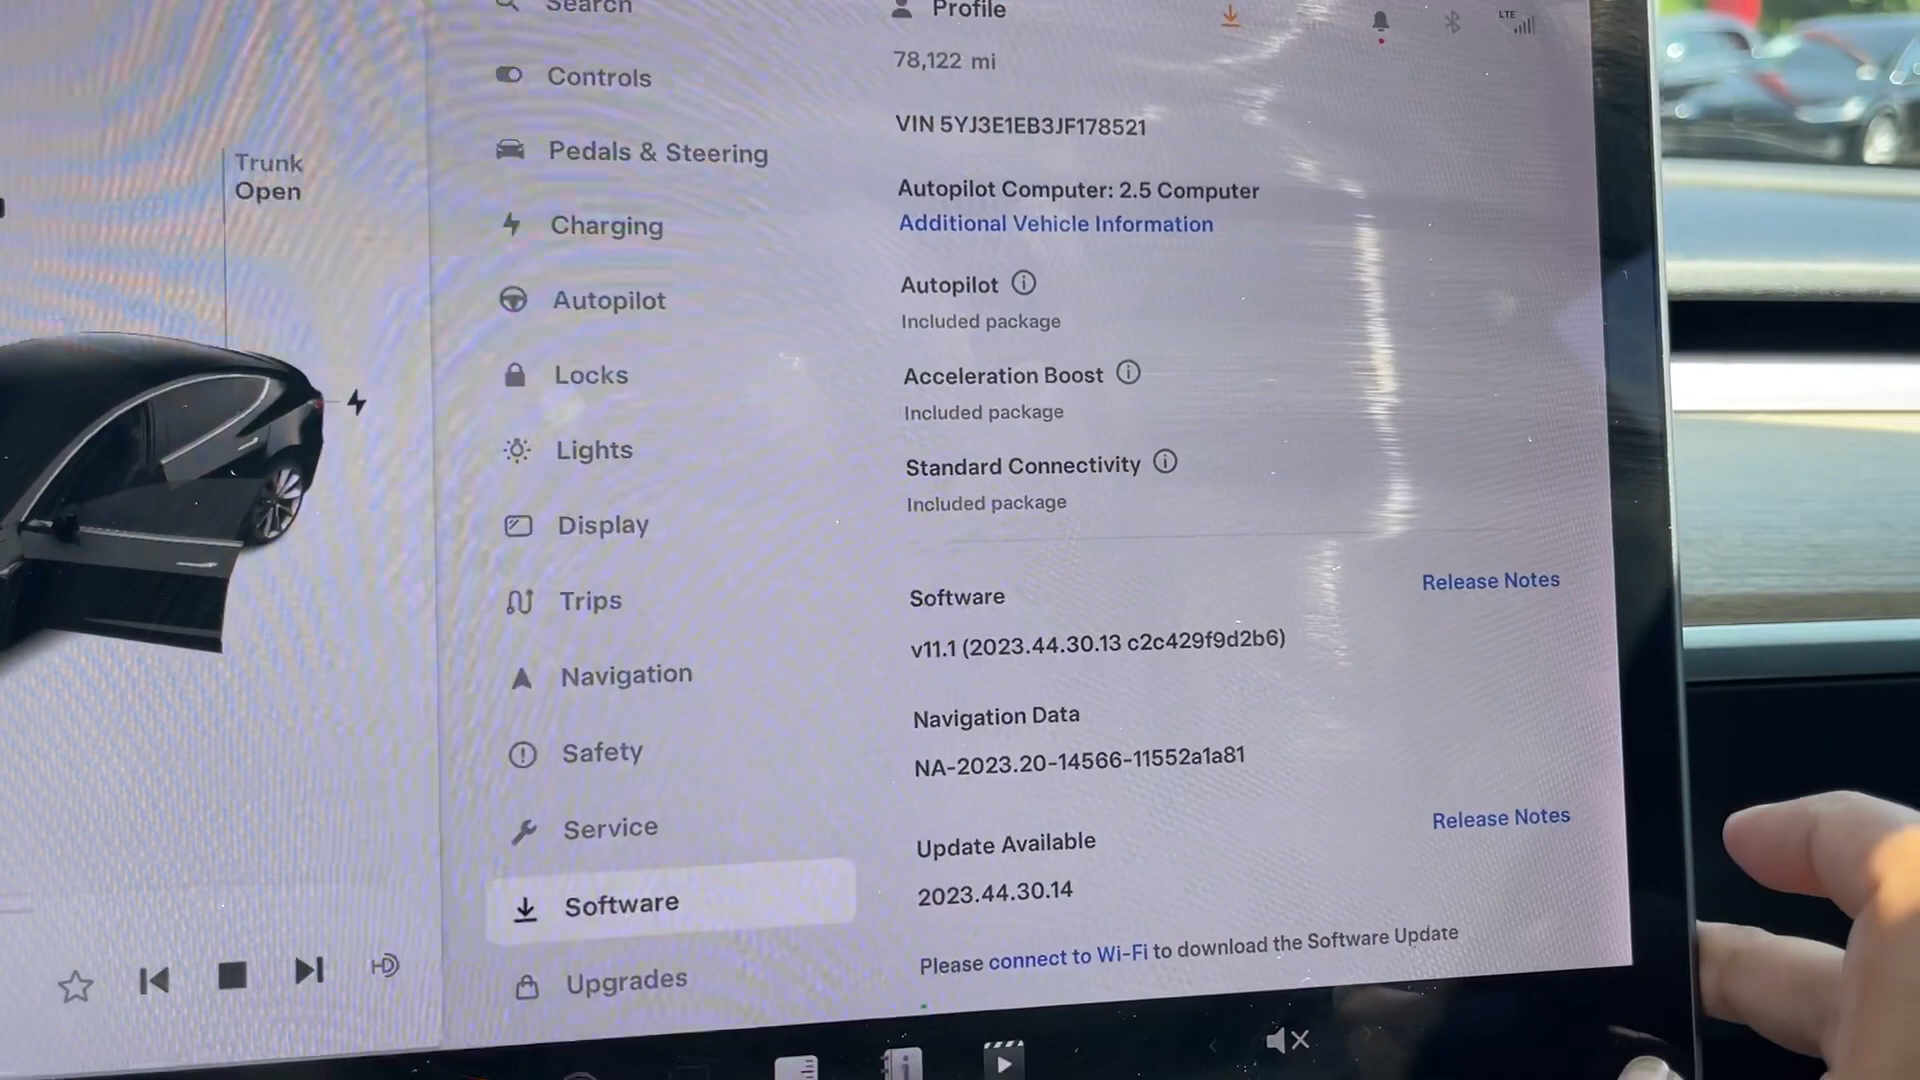 Trunk
Open
Search
Controls
Pedals & Steering
Charging
Autopilot
Locks
Lights
Display
Trips
Navigation
Safety
Service
Software
Upgrades
HD
Profile
LTE
78,122 mi
VIN 5YJ3E1EB3JF178521
Autopilot Computer: 2.5 Computer
Additional Vehicle Information
Autopilot
Included package
Acceleration Boost
Included package
Standard Connectivity
Included package
Software
Release Notes
v11.1 (2023.44.30.13 c2c429f9d2b6)
Navigation Data
NA-2023.20-14566-11552a1a81
Update Available
Release Notes
2023.44.30.14
Please connect to Wi-Fi to download the Software Update